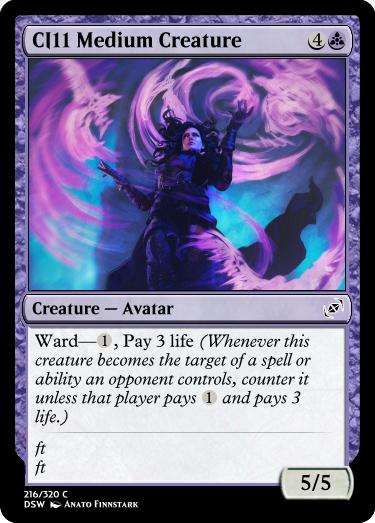 C|11 Medium Creature 4
Creature — Avatar
Ward—1, Pay 3 life (Whenever this
creature becomes the target of a spell or
ability an opponent controls, counter it
unless that player pays 1 and pays 3
life.)
ft
ft
5/5
216/320 C
DSW Anato Finnstark